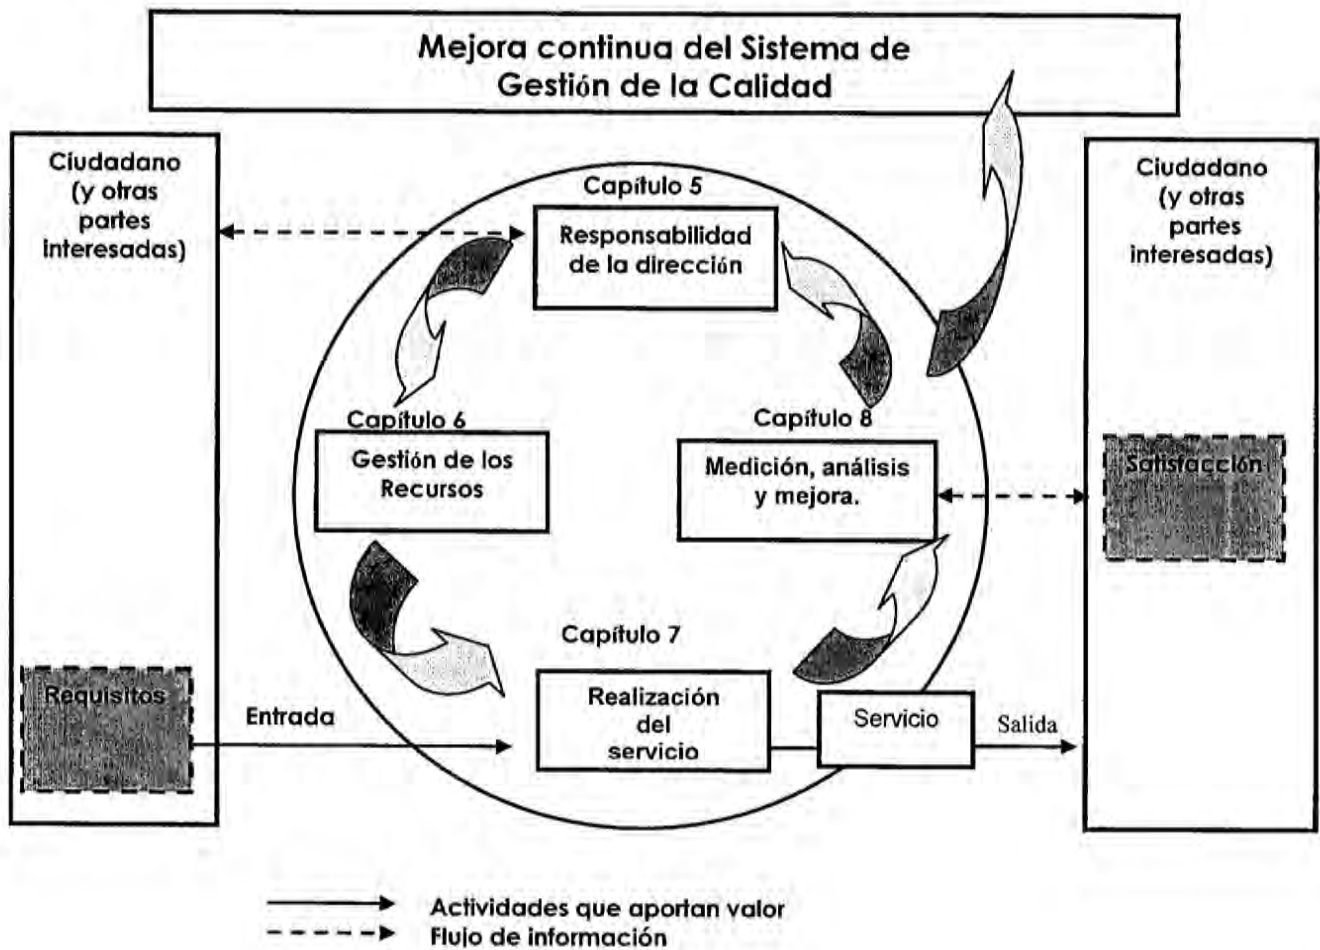 Mejora continua del Sistema de
Gestión de la Calidad
Ciudadano
(y otras
partes
interesadas)
Ciudadano
(y otras
partes
interesadas)
Capítulo 5
Responsabilidad
de la dirección
Capítulo 6
Gestión de los
Recursos
Capítulo 8
Medición, análisis
y mejora.
Satisfacción
Capítulo 7
Realización
del
servicio
Requisitos
Entrada
Servicio
Salida
Actividades que aportan valor
Flujo de información